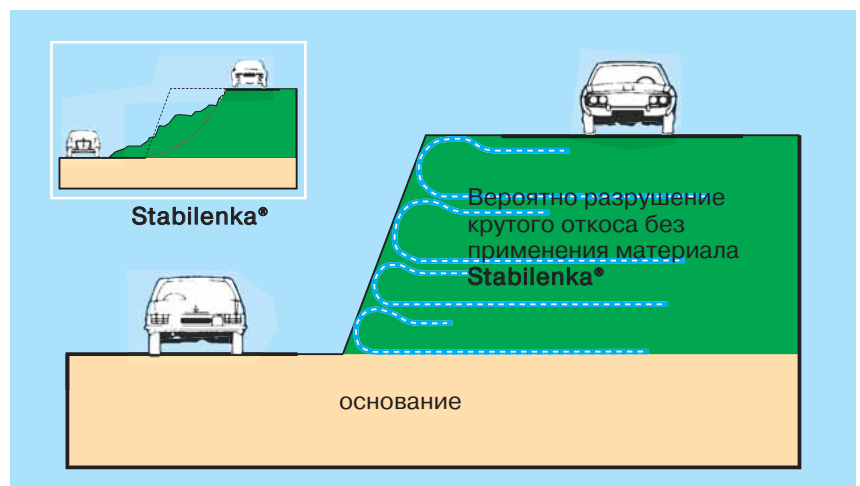 Stabilenka®
Вероятно разрушение
крутого откоса без
применения материала
Stabilenka®
основание